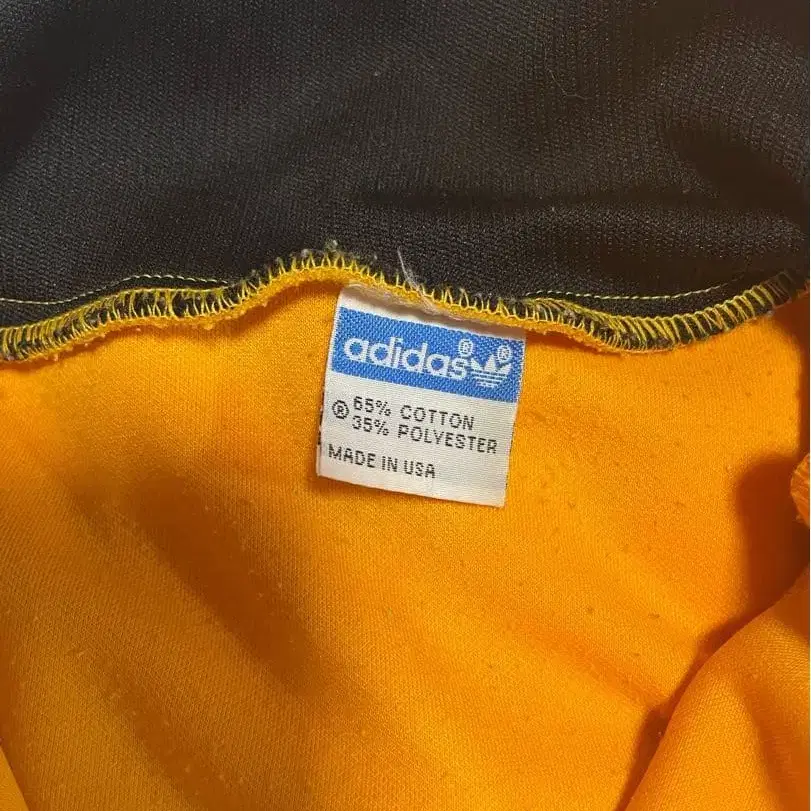 adidas® ®
® 65% COTTON
35% POLYESTER
MADE IN USA